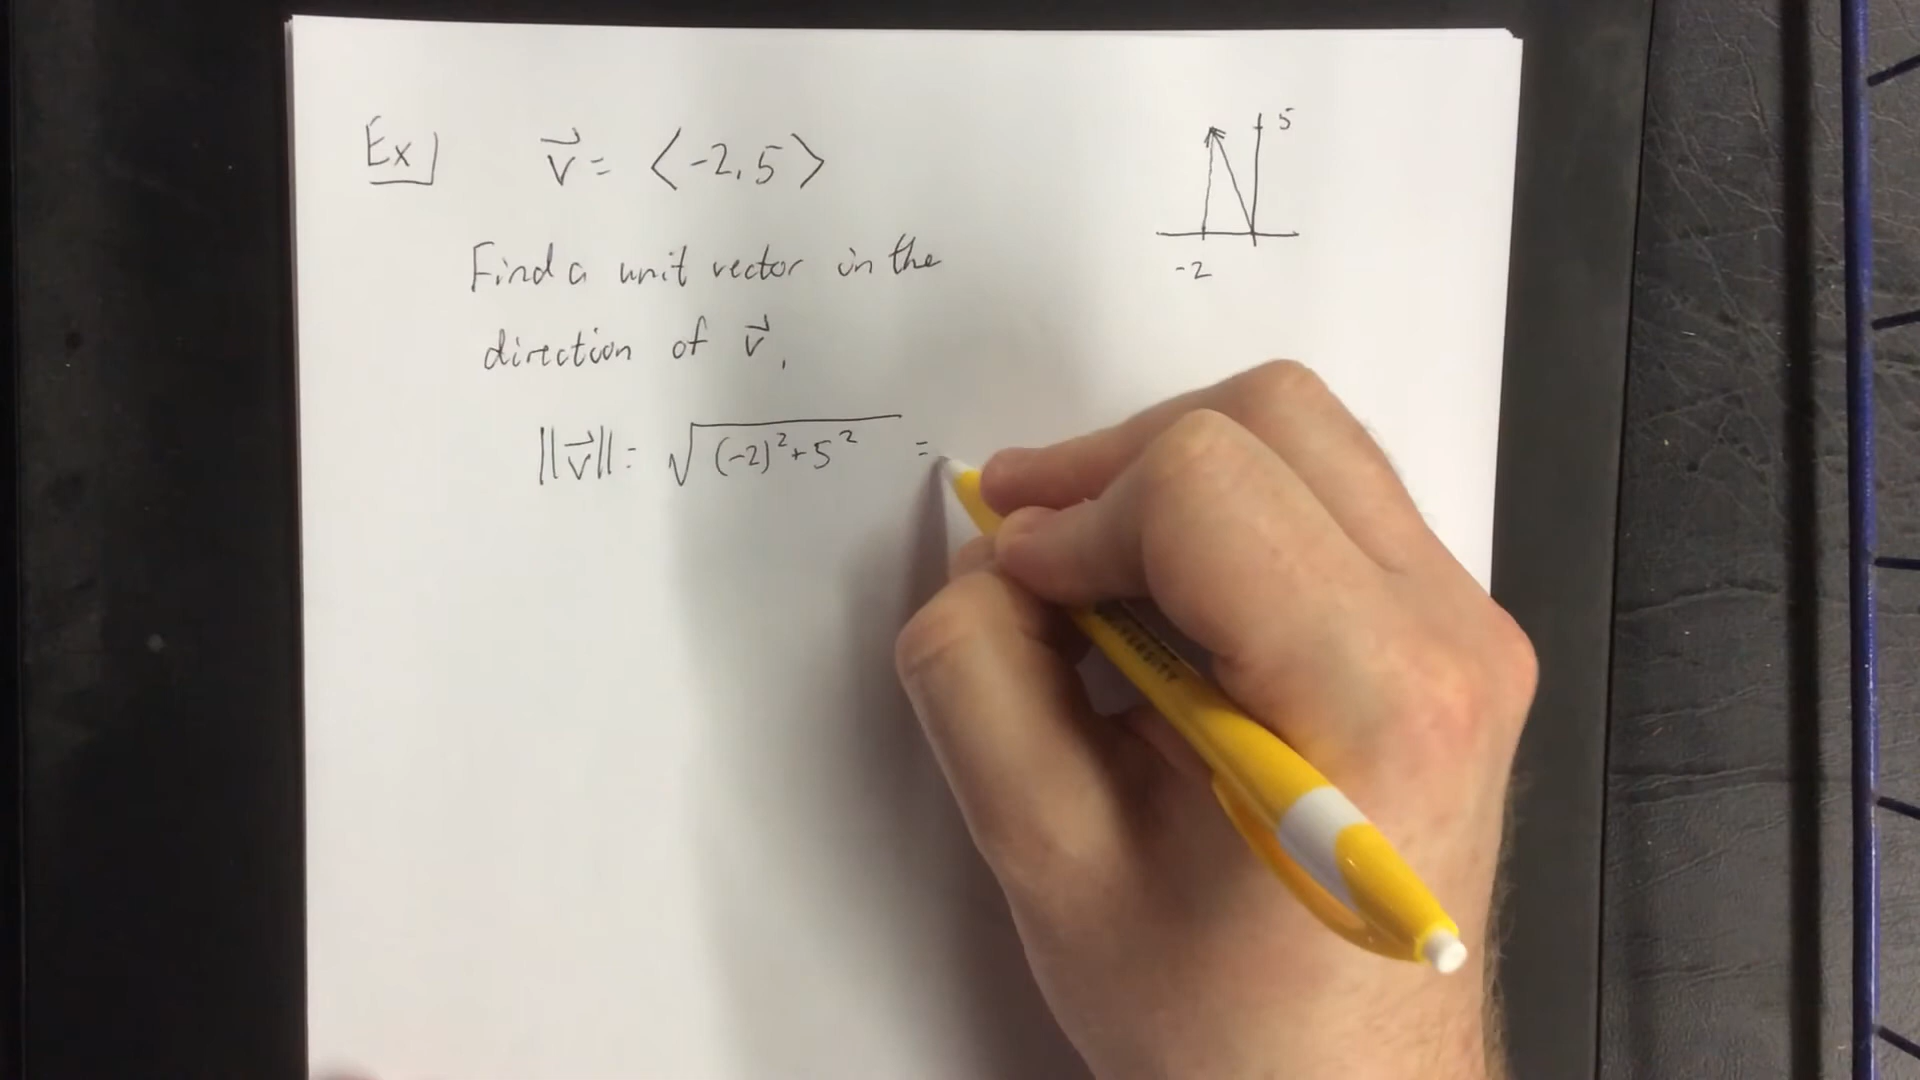 Ex] v⃗ = ⟨-2, 5⟩
5
-2
Find a unit vector in the
direction of v⃗.
||v⃗|| = √((-2)² + 5²) =